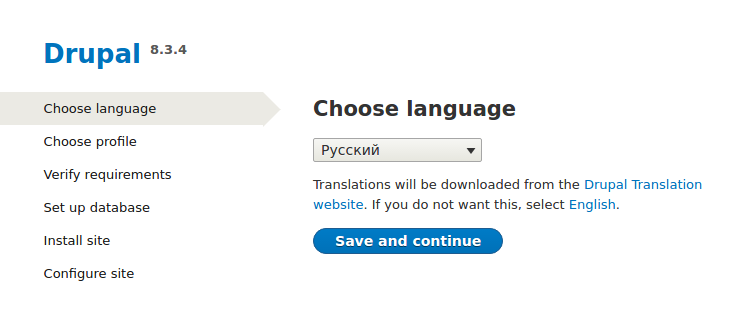 Drupal 8.3.4
Choose language
Choose profile
Verify requirements
Set up database
Install site
Configure site
Choose language
Русский
Translations will be downloaded from the Drupal Translation
website. If you do not want this, select English.
Save and continue